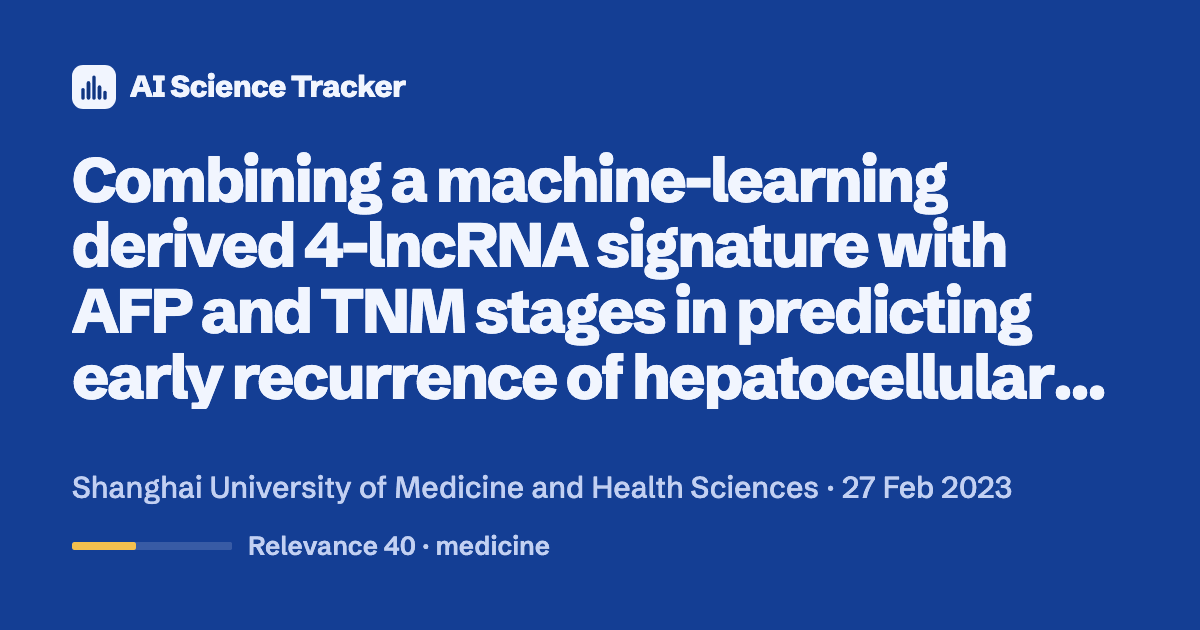 AI Science Tracker
Combining a machine-learning
derived 4-lncRNA signature with
AFP and TNM stages in predicting
early recurrence of hepatocellular...
Shanghai University of Medicine and Health Sciences · 27 Feb 2023
Relevance 40 · medicine